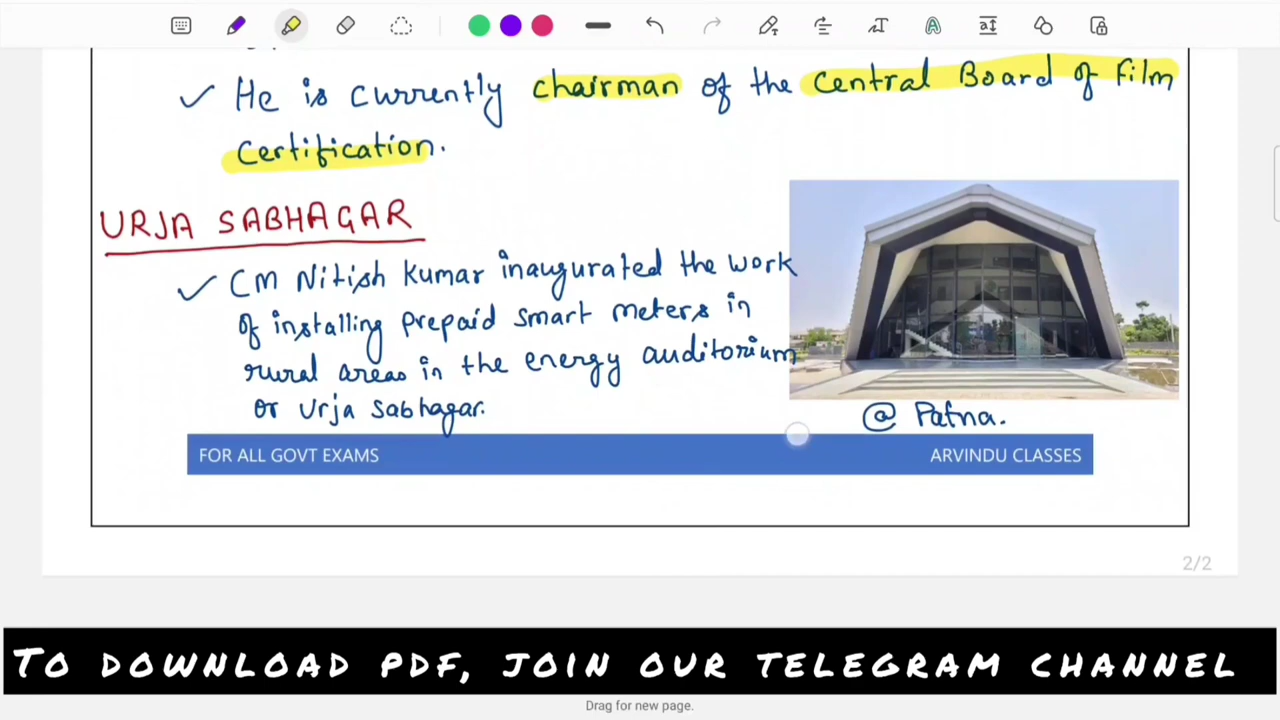 He is currently chairman of the Central Board of Film
Certification.
URJA SABHAGAR
CM Nitish Kumar inaugurated the work
of installing prepaid smart meters in
rural areas in the energy auditorium
or Urja Sabhagar.
@ Patna.
FOR ALL GOVT EXAMS
ARVINDU CLASSES
2/2
TO DOWNLOAD PDF, JOIN OUR TELEGRAM CHANNEL
Drag for new page.